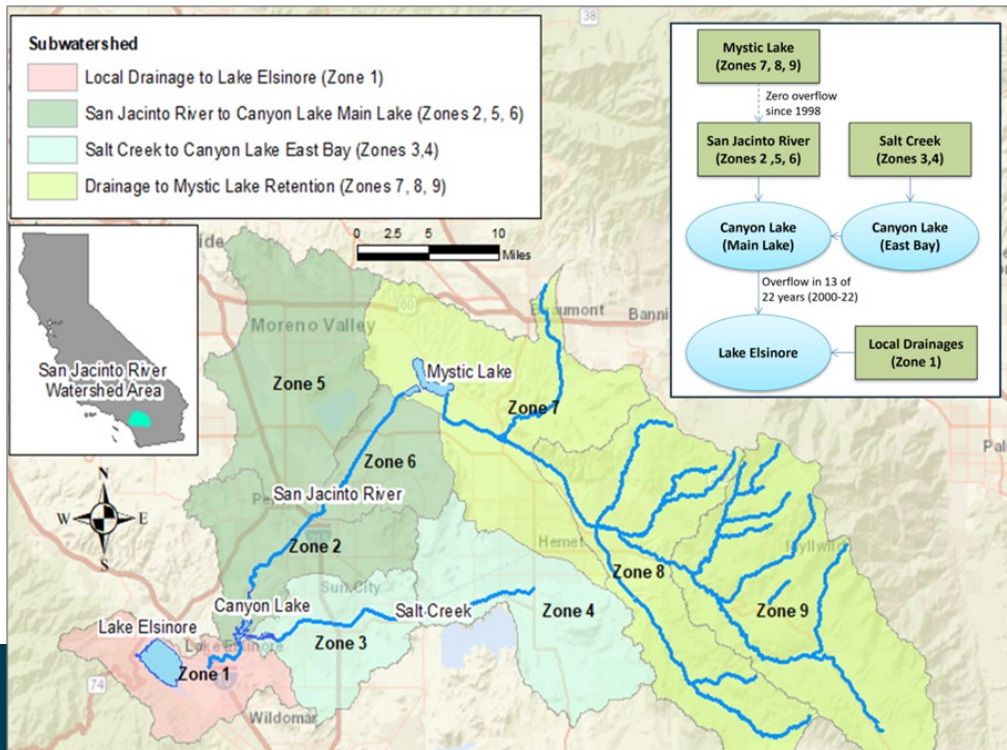 Subwatershed
Local Drainage to Lake Elsinore (Zone 1)
San Jacinto River to Canyon Lake Main Lake (Zones 2, 5, 6)
Salt Creek to Canyon Lake East Bay (Zones 3,4)
Drainage to Mystic Lake Retention (Zones 7, 8, 9)
38
Mystic Lake
(Zones 7, 8, 9)
Zero overflow
since 1998
San Jacinto River
(Zones 2 ,5, 6)
Salt Creek
(Zones 3,4)
Canyon Lake
(Main Lake)
Canyon Lake
(East Bay)
Overflow in 13 of
22 years (2000-22)
Lake Elsinore
Local Drainages
(Zone 1)
0 2.5 5 10
Miles
San Jacinto River
Watershed Area
N
W E
S
60
Beaumont
Moreno Valley
Mystic Lake
Zone 5
Zone 7
Zone 6
San Jacinto River
Zone 2
Hemet
Idyllwild
Zone 8
Sun City
Canyon Lake
Salt Creek
Zone 4
Zone 9
Lake Elsinore
Zone 3
Lake Elsinore
Zone 1
74
Wildomar